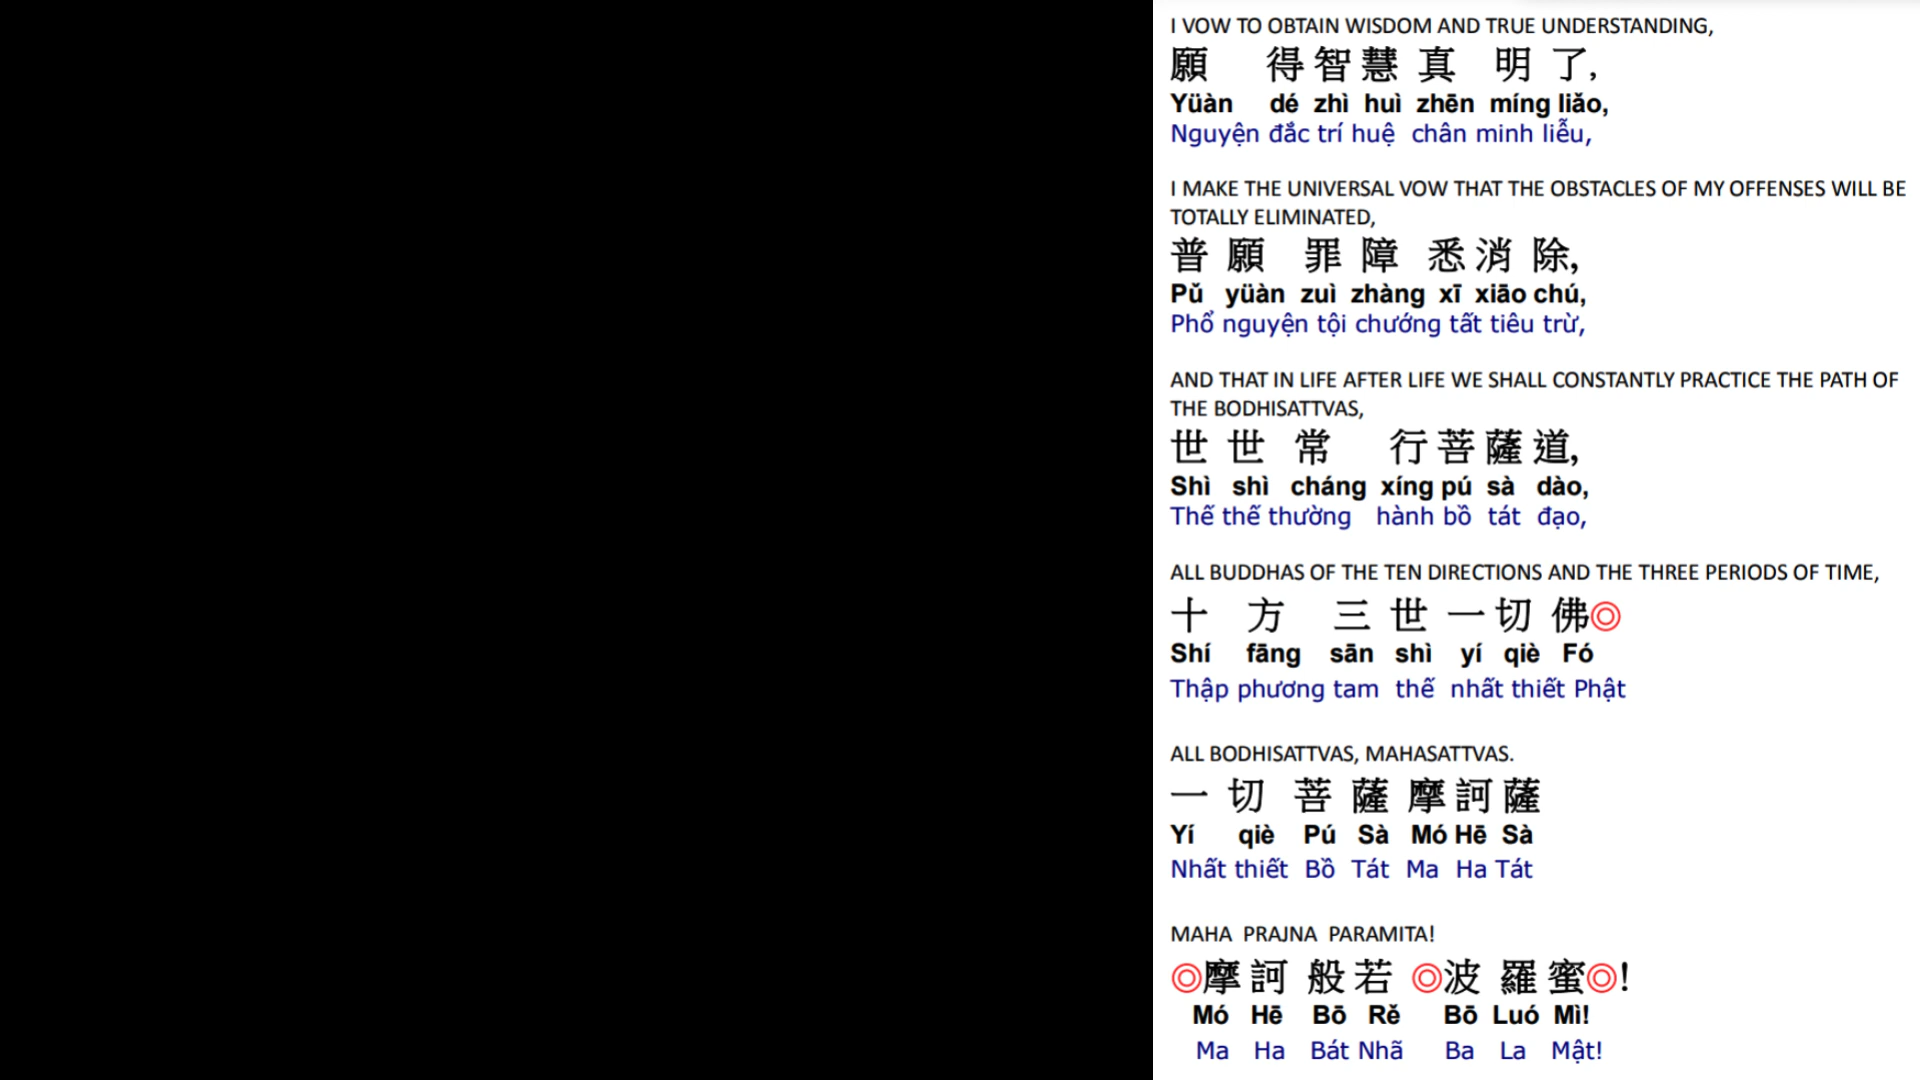 I VOW TO OBTAIN WISDOM AND TRUE UNDERSTANDING,
願 得 智 慧 真 明 了,
Yüàn dé zhì huì zhēn míng liǎo,
Nguyện đắc trí huệ chân minh liễu,
I MAKE THE UNIVERSAL VOW THAT THE OBSTACLES OF MY OFFENSES WILL BE
TOTALLY ELIMINATED,
普 願 罪 障 悉 消 除,
Pǔ yüàn zuì zhàng xī xiāo chú,
Phổ nguyện tội chướng tất tiêu trừ,
AND THAT IN LIFE AFTER LIFE WE SHALL CONSTANTLY PRACTICE THE PATH OF
THE BODHISATTVAS,
世 世 常 行 菩 薩 道,
Shì shì cháng xíng pú sà dào,
Thế thế thường hành bồ tát đạo,
ALL BUDDHAS OF THE TEN DIRECTIONS AND THE THREE PERIODS OF TIME,
十 方 三 世 一 切 佛◎
Shí fāng sān shì yí qiè Fó
Thập phương tam thế nhất thiết Phật
ALL BODHISATTVAS, MAHASATTVAS.
一 切 菩 薩 摩 訶 薩
Yí qiè Pú Sà Mó Hē Sà
Nhất thiết Bồ Tát Ma Ha Tát
MAHA PRAJNA PARAMITA!
◎摩 訶 般 若 ◎波 羅 蜜◎!
Mó Hē Bō Rě Bō Luó Mì!
Ma Ha Bát Nhã Ba La Mật!